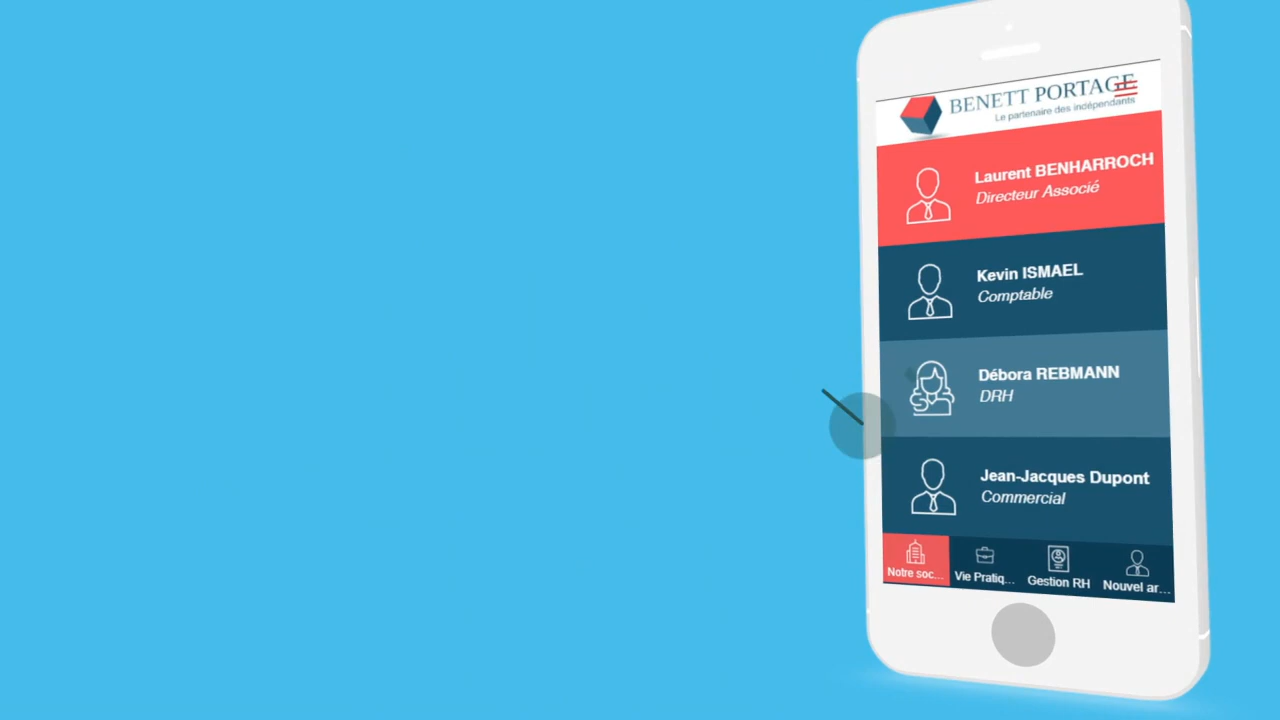 BENETT PORTAGE
Le partenaire des indépendants
Laurent BENHARROCH
Directeur Associé
Kevin ISMAEL
Comptable
Débora REBMANN
DRH
Jean-Jacques Dupont
Commercial
Notre soc...
Vie Pratiq...
Gestion RH
Nouvel ar...